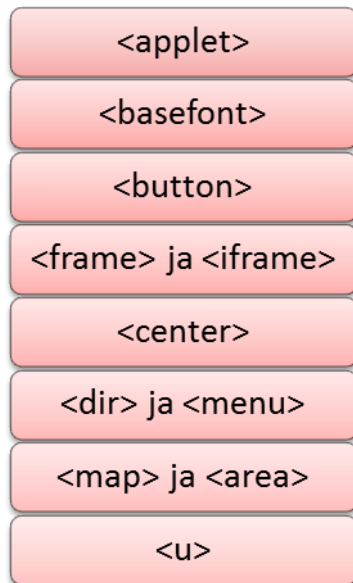 <applet>
<basefont>
<button>
<frame> ja <iframe>
<center>
<dir> ja <menu>
<map> ja <area>
<u>